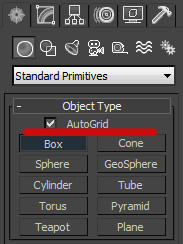 Standard Primitives
- Object Type
AutoGrid
Box Cone
Sphere GeoSphere
Cylinder Tube
Torus Pyramid
Teapot Plane